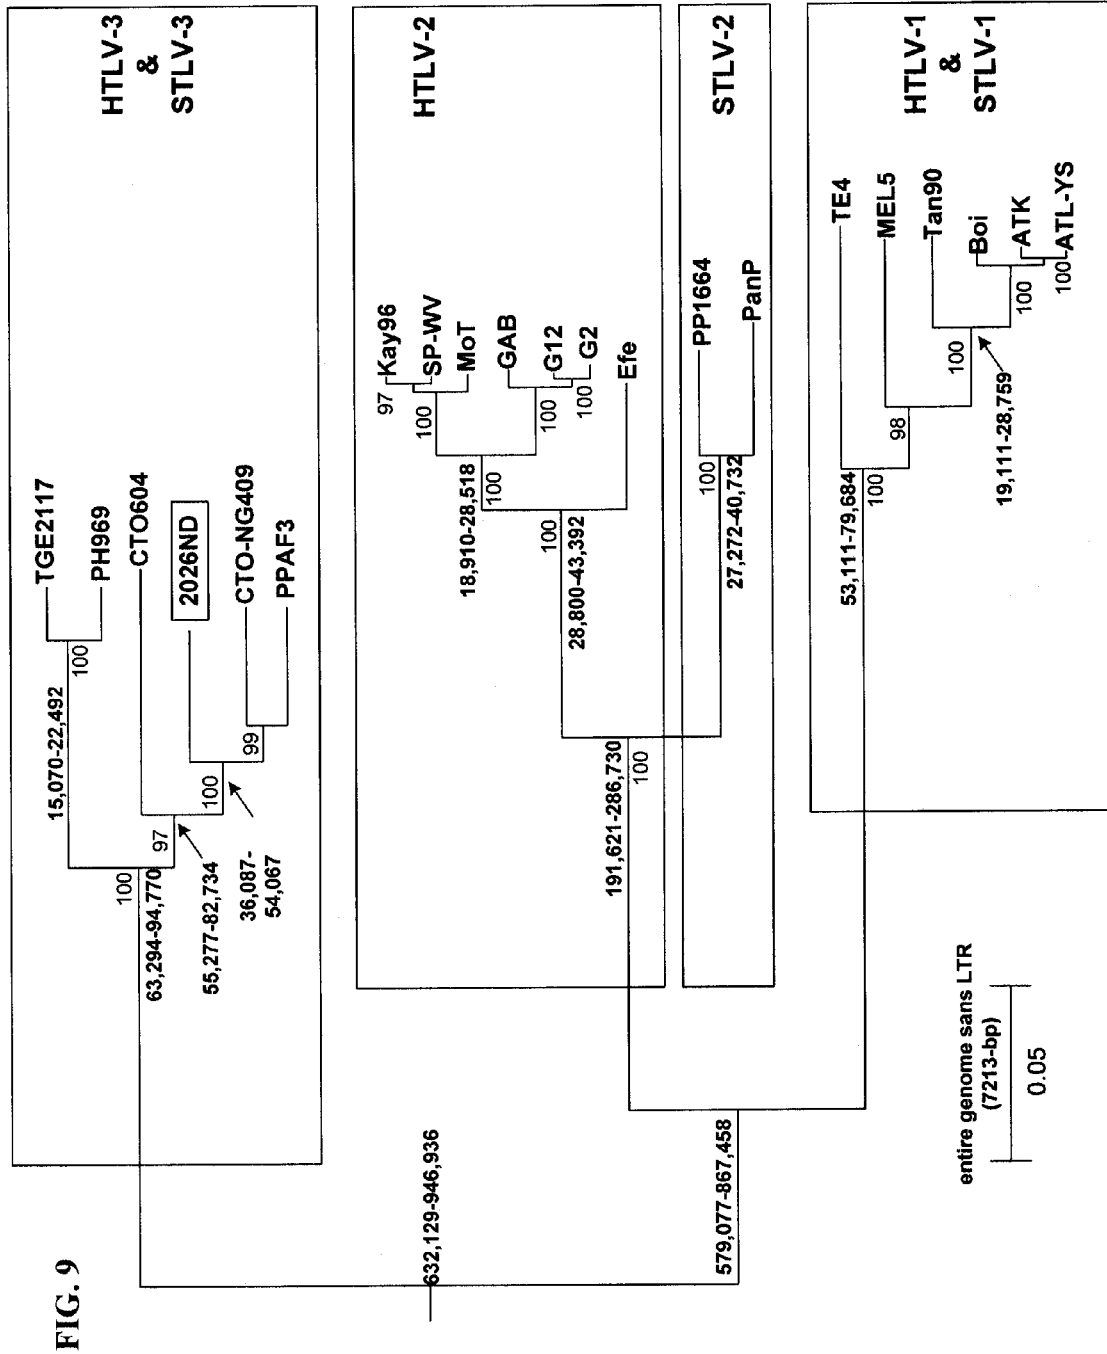 FIG. 9
HTLV-3
&
STLV-3
TGE2117
PH969
CTO604
2026ND
CTO-NG409
PPAF3
15,070-22,492
100
100
97
100
99
63,294-94,770
55,277-82,734
36,087-
54,067
HTLV-2
Kay96
SP-WV
MoT
GAB
G12
G2
Efe
97
100
100
100
18,910-28,518
100
100
28,800-43,392
STLV-2
PP1664
PanP
100
27,272-40,732
191,621-286,730
100
HTLV-1
&
STLV-1
TE4
MEL5
Tan90
Boi
ATK
ATL-YS
53,111-79,684
100
98
100
100
100
19,111-28,759
632,129-946,936
579,077-867,458
entire genome sans LTR
(7213-bp)
0.05